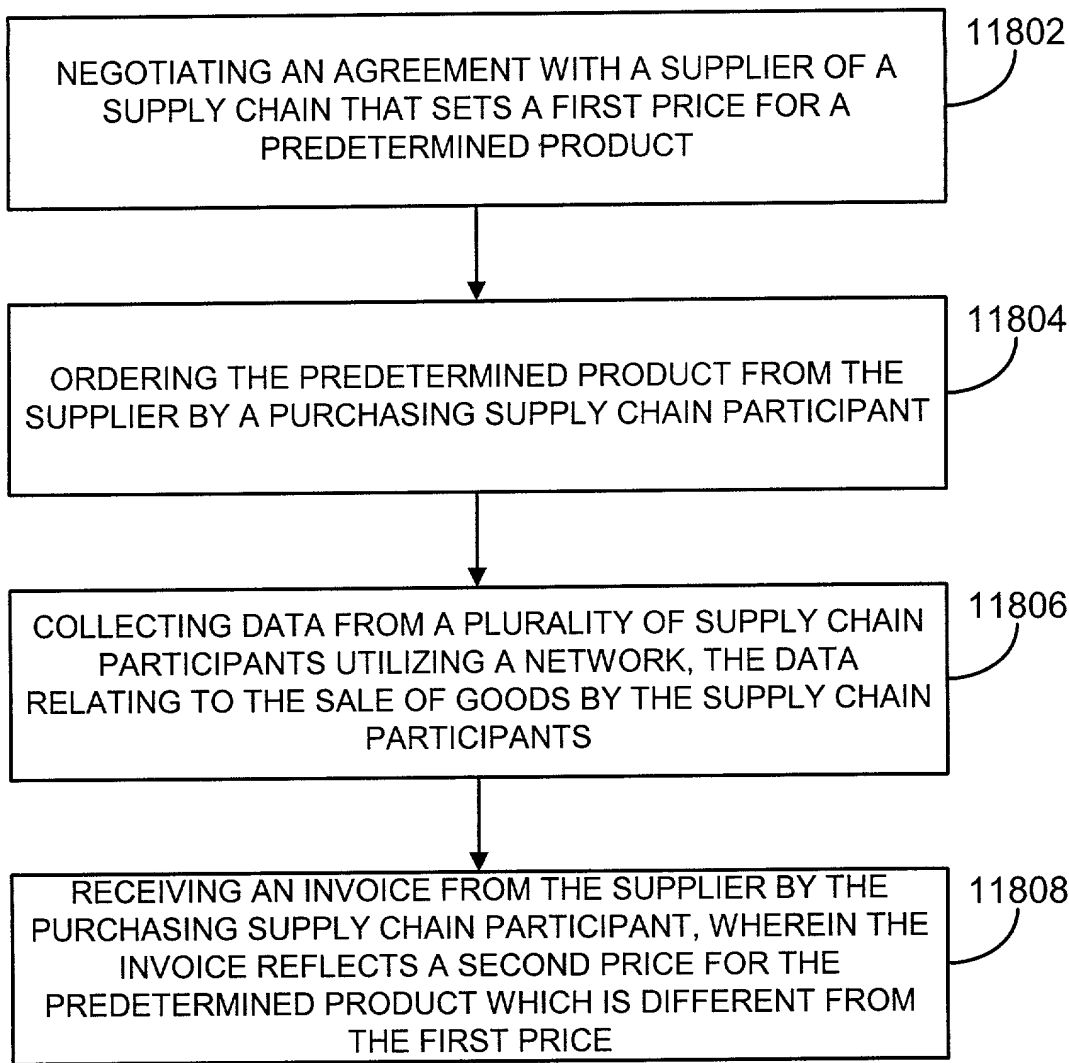 11802
NEGOTIATING AN AGREEMENT WITH A SUPPLIER OF A
SUPPLY CHAIN THAT SETS A FIRST PRICE FOR A
PREDETERMINED PRODUCT
11804
ORDERING THE PREDETERMINED PRODUCT FROM THE
SUPPLIER BY A PURCHASING SUPPLY CHAIN PARTICIPANT
11806
COLLECTING DATA FROM A PLURALITY OF SUPPLY CHAIN
PARTICIPANTS UTILIZING A NETWORK, THE DATA
RELATING TO THE SALE OF GOODS BY THE SUPPLY CHAIN
PARTICIPANTS
11808
RECEIVING AN INVOICE FROM THE SUPPLIER BY THE
PURCHASING SUPPLY CHAIN PARTICIPANT, WHEREIN THE
INVOICE REFLECTS A SECOND PRICE FOR THE
PREDETERMINED PRODUCT WHICH IS DIFFERENT FROM
THE FIRST PRICE